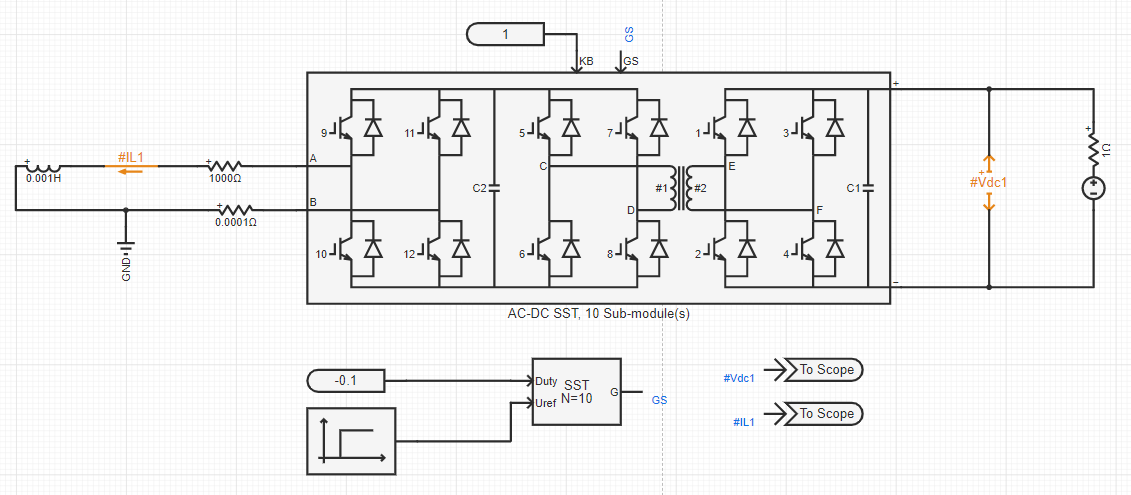 1
GS
KB
GS
+
9
11
5
7
1
3
+
#IL1
+
A
C
E
1Ω
0.001H
1000Ω
#1
#2
C2
C1
+
#Vdc1
+
B
D
F
0.0001Ω
10
12
6
8
2
4
GND
−
AC-DC SST, 10 Sub-module(s)
-0.1
Duty
SST
G
Uref
N=10
GS
#Vdc1
To Scope
#IL1
To Scope